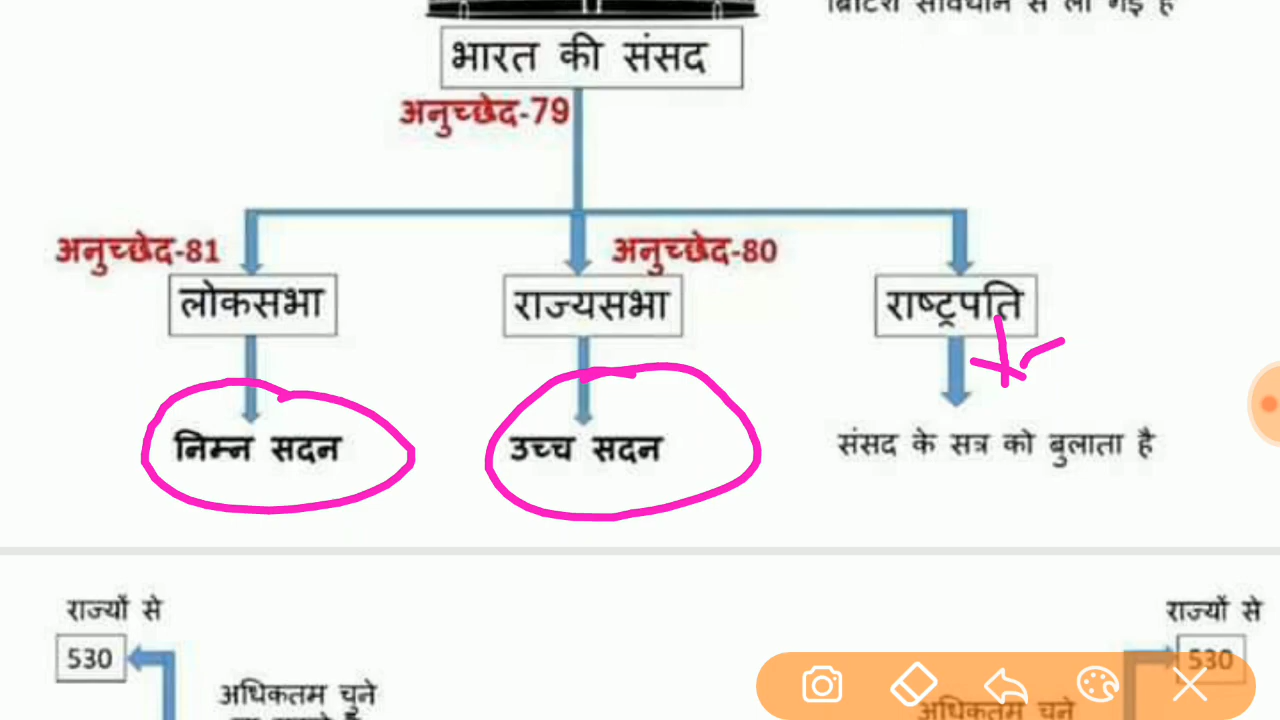 ब्रिटिश संविधान से ली गई है
भारत की संसद
अनुच्छेद-79
अनुच्छेद-81
अनुच्छेद-80
लोकसभा
राज्यसभा
राष्ट्रपति
निम्न सदन
उच्च सदन
संसद के सत्र को बुलाता है
राज्यों से
राज्यों से
530
530
अधिकतम चुने
अधिकतम चुने